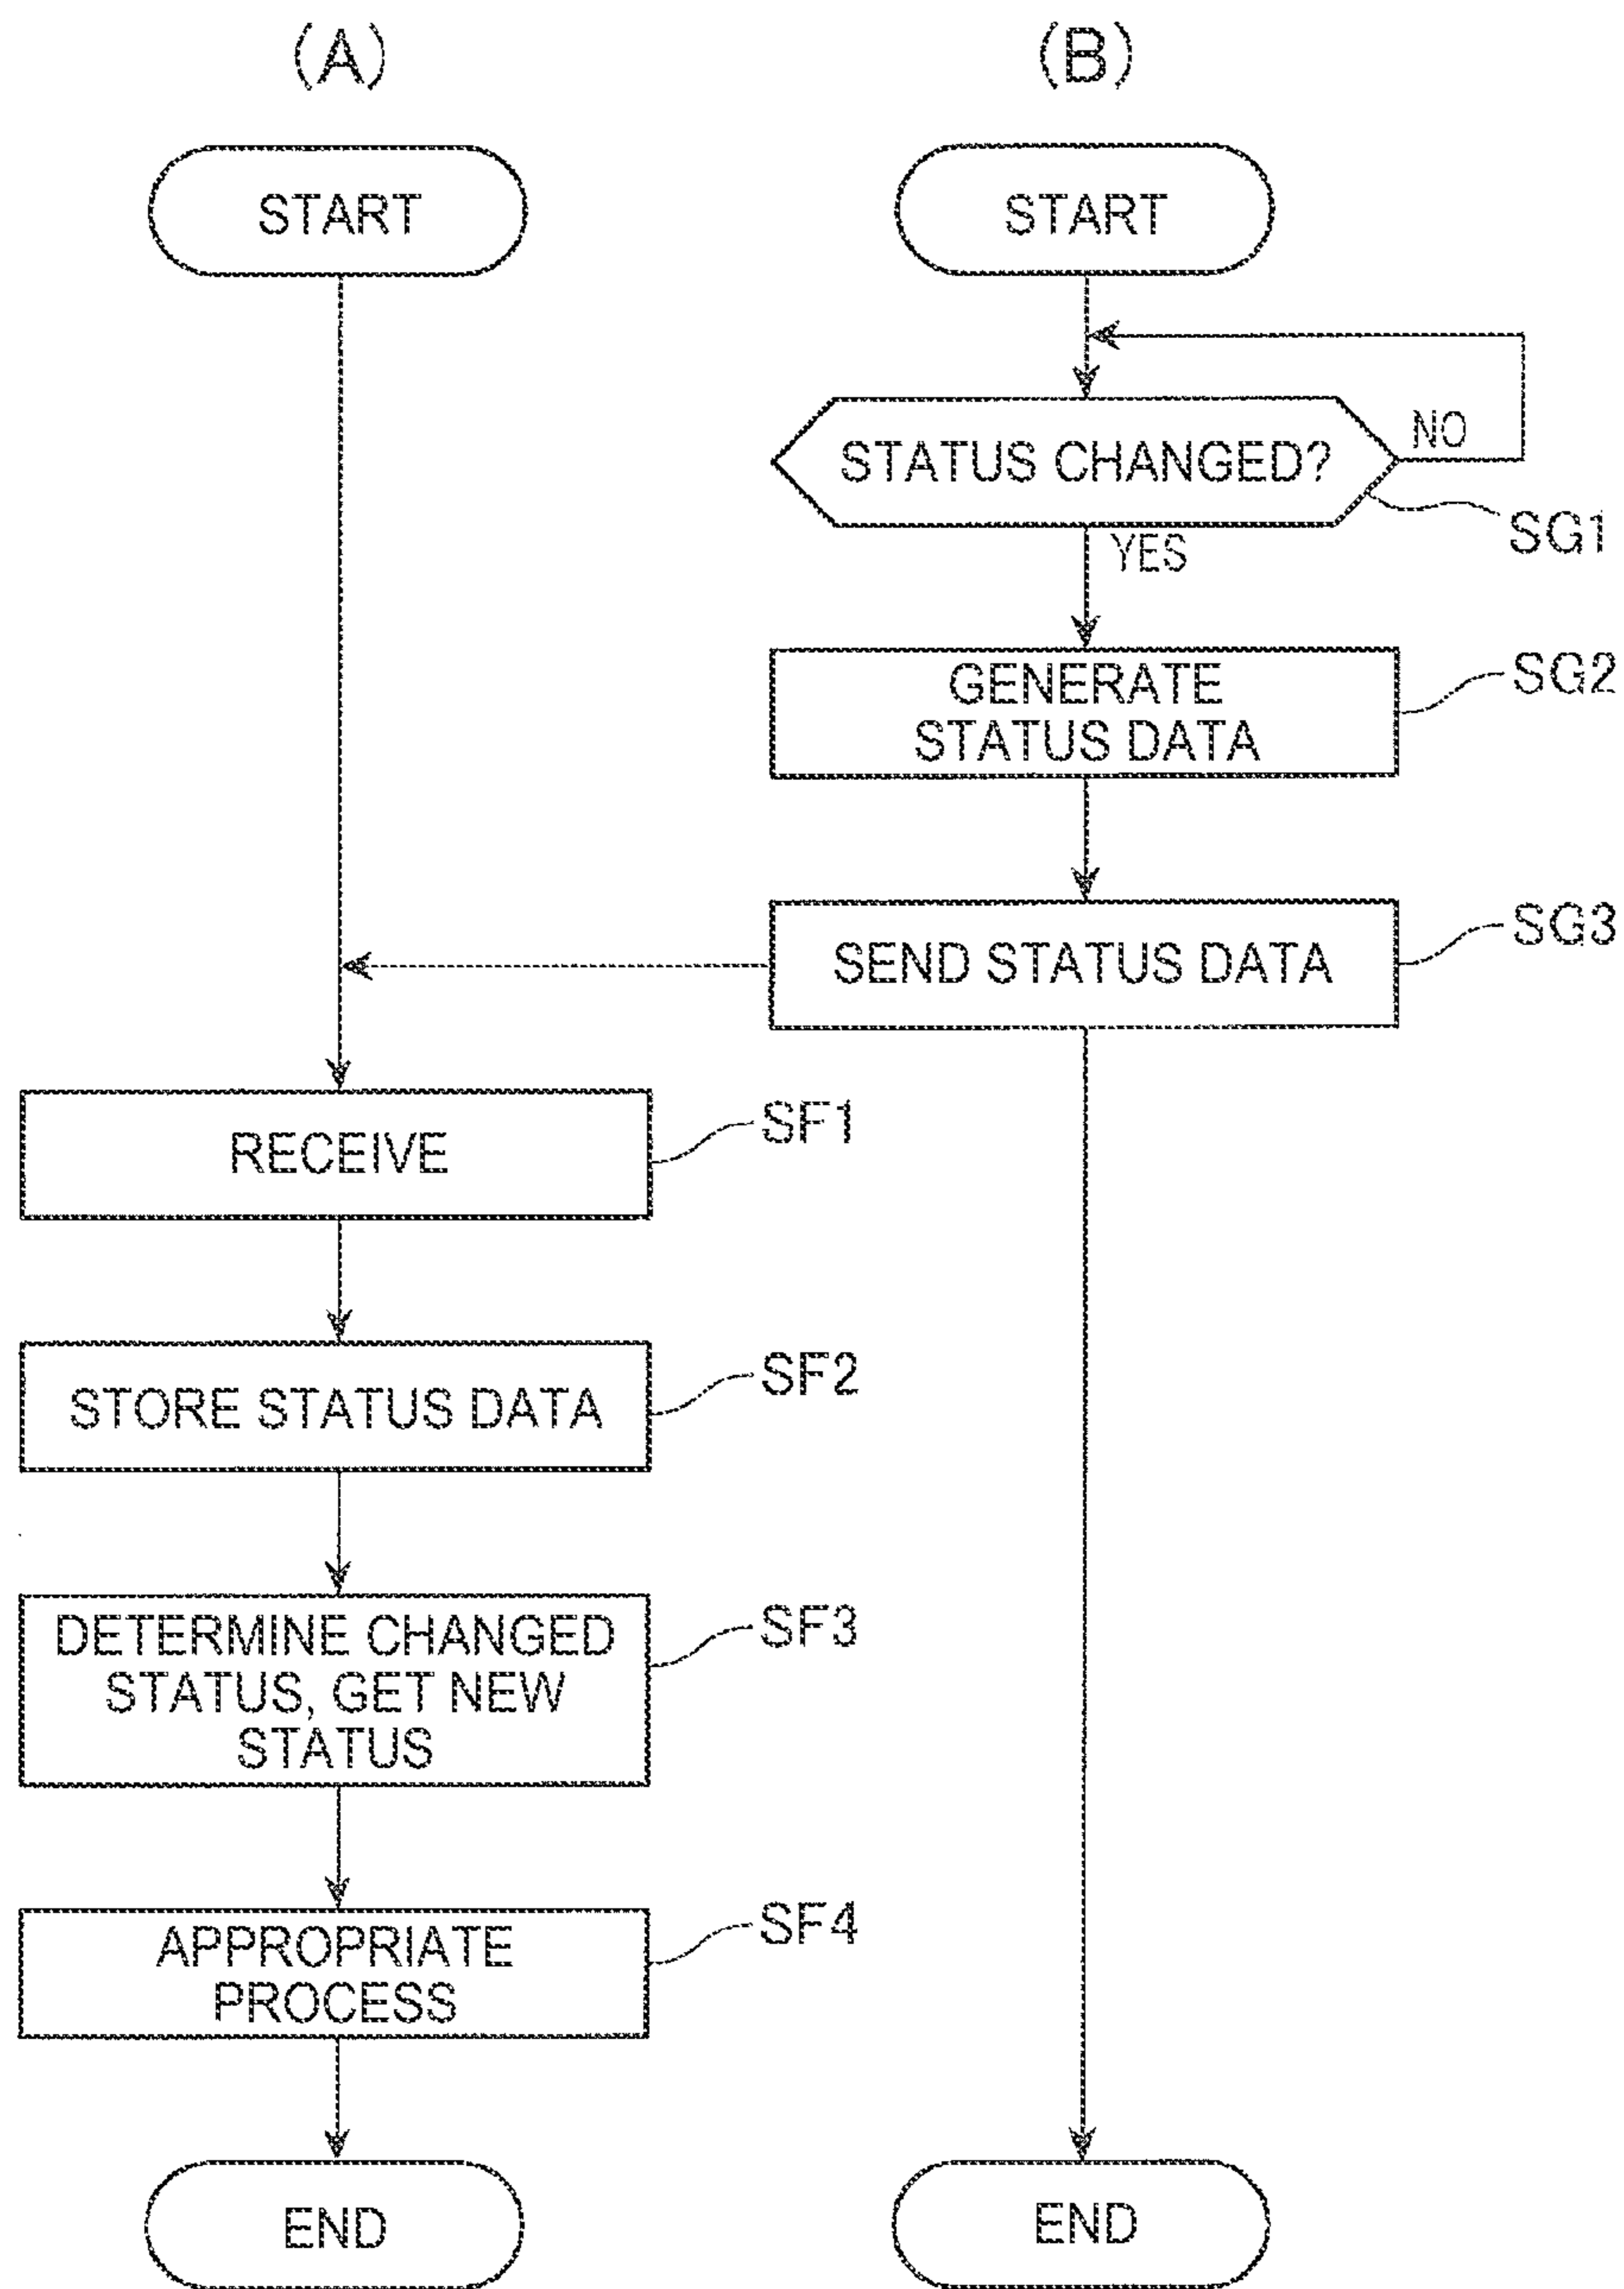 (A)
START
RECEIVE
SF1
STORE STATUS DATA
SF2
DETERMINE CHANGED
STATUS, GET NEW
STATUS
SF3
APPROPRIATE
PROCESS
SF4
END
(B)
START
STATUS CHANGED?
NO
SG1
YES
GENERATE
STATUS DATA
SG2
SEND STATUS DATA
SG3
END